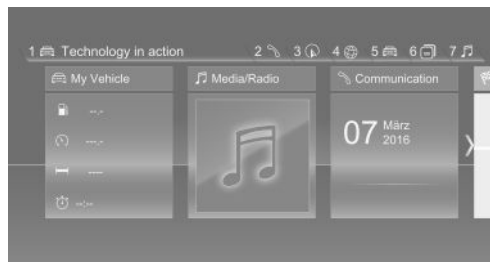 1 Technology in action 2 3 4 5 6 7
My Vehicle Media/Radio Communication
--.- 
---.-
----
--:--
07 März 2016